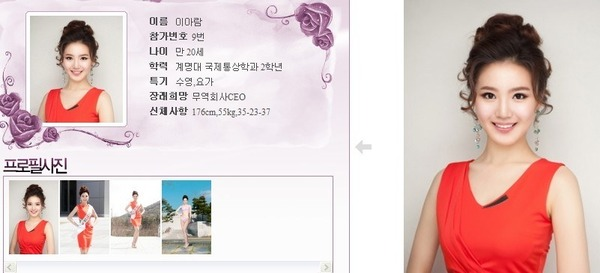 이름 이아람
참가번호 9번
나이 만 20세
학력 계명대 국제통상학과 2학년
특기 수영,요가
장래희망 무역회사CEO
신체사항 176cm,55kg,35-23-37
프로필사진